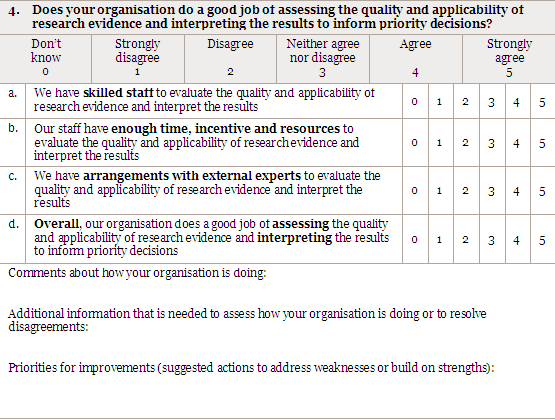 4. Does your organisation do a good job of assessing the quality and applicability of
research evidence and interpreting the results to inform priority decisions?
Don't know 0
Strongly disagree 1
Disagree 2
Neither agree nor disagree 3
Agree 4
Strongly agree 5
a. We have skilled staff to evaluate the quality and applicability of
research evidence and interpret the results
0 1 2 3 4 5
b. Our staff have enough time, incentive and resources to
evaluate the quality and applicability of research evidence and
interpret the results
0 1 2 3 4 5
c. We have arrangements with external experts to evaluate the
quality and applicability of research evidence and interpret the
results
0 1 2 3 4 5
d. Overall, our organisation does a good job of assessing the quality
and applicability of research evidence and interpreting the results
to inform priority decisions
0 1 2 3 4 5
Comments about how your organisation is doing:
Additional information that is needed to assess how your organisation is doing or to resolve
disagreements:
Priorities for improvements (suggested actions to address weaknesses or build on strengths):